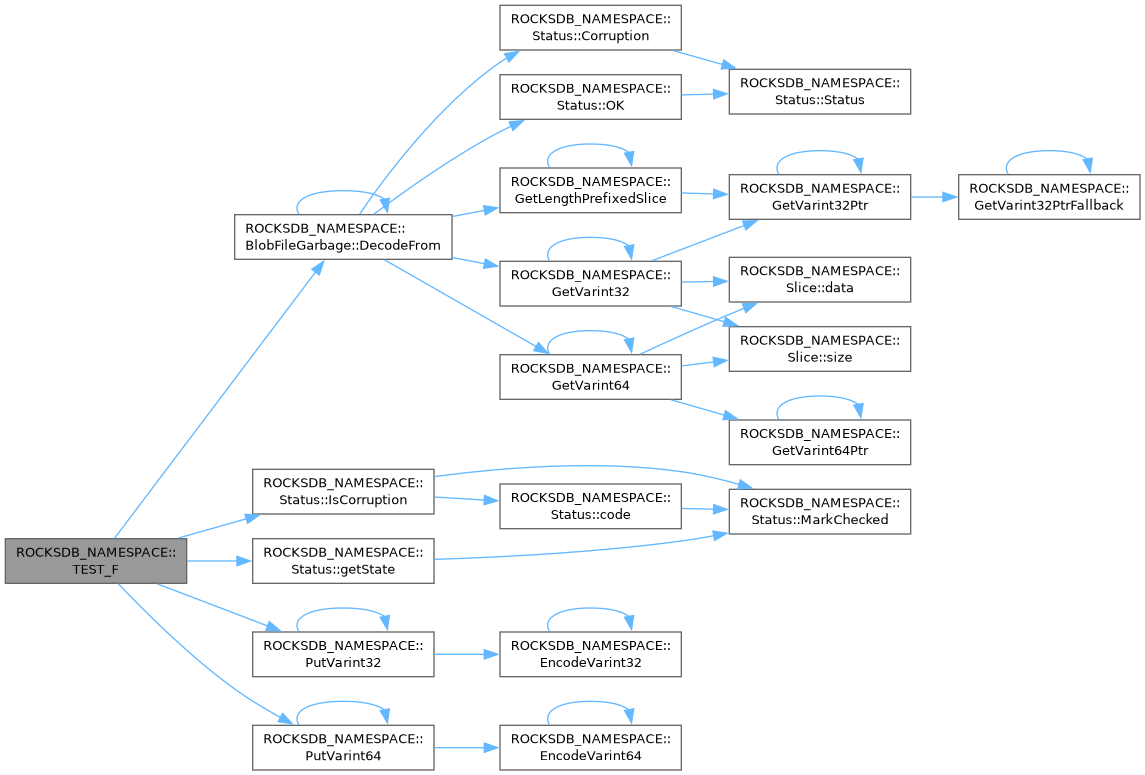 ROCKSDB_NAMESPACE::
Status::Corruption
ROCKSDB_NAMESPACE::
Status::Status
ROCKSDB_NAMESPACE::
Status::OK
ROCKSDB_NAMESPACE::
GetLengthPrefixedSlice
ROCKSDB_NAMESPACE::
GetVarint32Ptr
ROCKSDB_NAMESPACE::
GetVarint32PtrFallback
ROCKSDB_NAMESPACE::
BlobFileGarbage::DecodeFrom
ROCKSDB_NAMESPACE::
GetVarint32
ROCKSDB_NAMESPACE::
Slice::data
ROCKSDB_NAMESPACE::
Slice::size
ROCKSDB_NAMESPACE::
GetVarint64
ROCKSDB_NAMESPACE::
GetVarint64Ptr
ROCKSDB_NAMESPACE::
Status::IsCorruption
ROCKSDB_NAMESPACE::
Status::code
ROCKSDB_NAMESPACE::
Status::MarkChecked
ROCKSDB_NAMESPACE::
TEST_F
ROCKSDB_NAMESPACE::
Status::getState
ROCKSDB_NAMESPACE::
PutVarint32
ROCKSDB_NAMESPACE::
EncodeVarint32
ROCKSDB_NAMESPACE::
PutVarint64
ROCKSDB_NAMESPACE::
EncodeVarint64